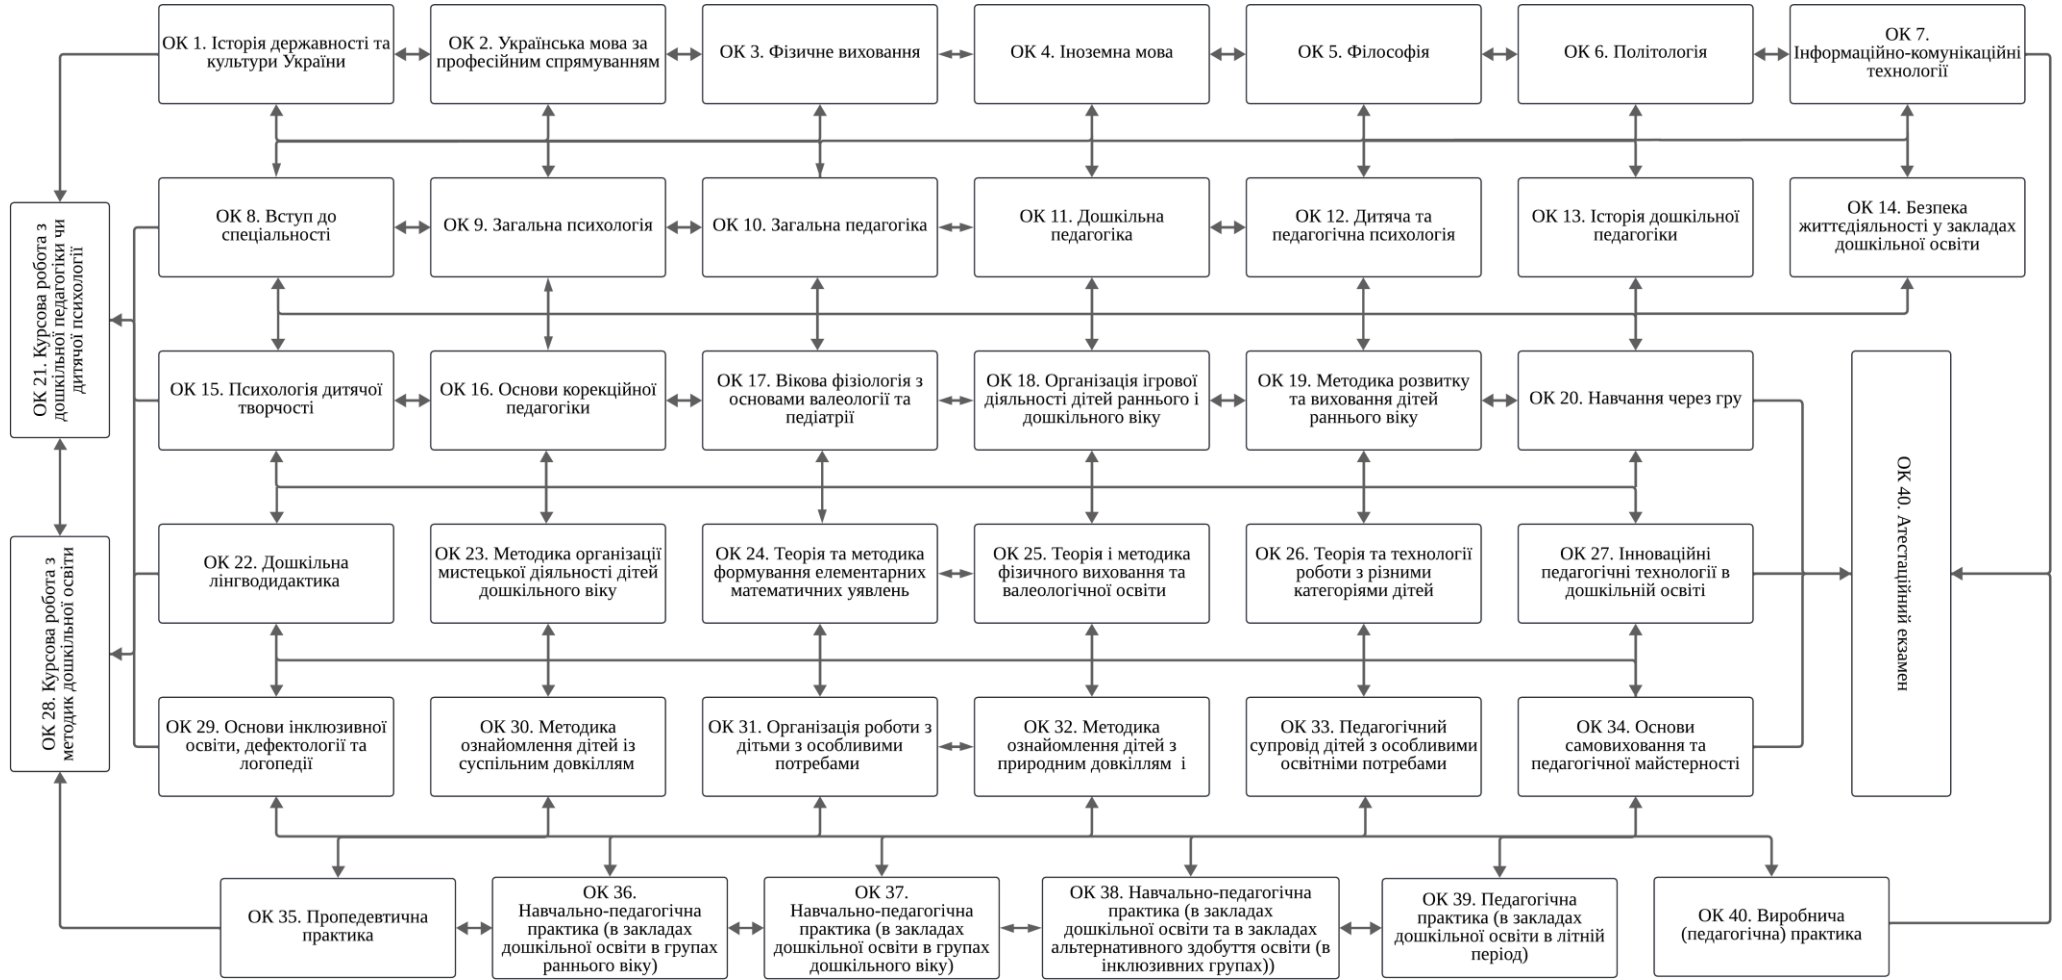 ОК 1. Історія державності та
культури України
ОК 2. Українська мова за
професійним спрямуванням
ОК 3. Фізичне виховання
ОК 4. Іноземна мова
ОК 5. Філософія
ОК 6. Політологія
ОК 7.
Інформаційно-комунікаційні
технології
ОК 8. Вступ до
спеціальності
ОК 9. Загальна психологія
ОК 10. Загальна педагогіка
ОК 11. Дошкільна
педагогіка
ОК 12. Дитяча та
педагогічна психологія
ОК 13. Історія дошкільної
педагогіки
ОК 14. Безпека
життєдіяльності у закладах
дошкільної освіти
ОК 21. Курсова робота з
дошкільної педагогіки чи
дитячої психології
ОК 15. Психологія дитячої
творчості
ОК 16. Основи корекційної
педагогіки
ОК 17. Вікова фізіологія з
основами валеології та
педіатрії
ОК 18. Організація ігрової
діяльності дітей раннього і
дошкільного віку
ОК 19. Методика розвитку
та виховання дітей
раннього віку
ОК 20. Навчання через гру
ОК 22. Дошкільна
лінгводидактика
ОК 23. Методика організації
мистецької діяльності дітей
дошкільного віку
ОК 24. Теорія та методика
формування елементарних
математичних уявлень
ОК 25. Теорія і методика
фізичного виховання та
валеологічної освіти
ОК 26. Теорія та технології
роботи з різними
категоріями дітей
ОК 27. Інноваційні
педагогічні технології в
дошкільній освіті
ОК 40. Атестаційний екзамен
ОК 28. Курсова робота з
методик дошкільної освіти
ОК 29. Основи інклюзивної
освіти, дефектології та
логопедії
ОК 30. Методика
ознайомлення дітей із
суспільним довкіллям
ОК 31. Організація роботи з
дітьми з особливими
потребами
ОК 32. Методика
ознайомлення дітей з
природним довкіллям і
ОК 33. Педагогічний
супровід дітей з особливими
освітніми потребами
ОК 34. Основи
самовиховання та
педагогічної майстерності
ОК 35. Пропедевтична
практика
ОК 36.
Навчально-педагогічна
практика (в закладах
дошкільної освіти в групах
раннього віку)
ОК 37.
Навчально-педагогічна
практика (в закладах
дошкільної освіти в групах
дошкільного віку)
ОК 38. Навчально-педагогічна
практика (в закладах
дошкільної освіти та в закладах
альтернативного здобуття освіти (в
інклюзивних групах))
ОК 39. Педагогічна
практика (в закладах
дошкільної освіти в літній
період)
ОК 40. Виробнича
(педагогічна) практика